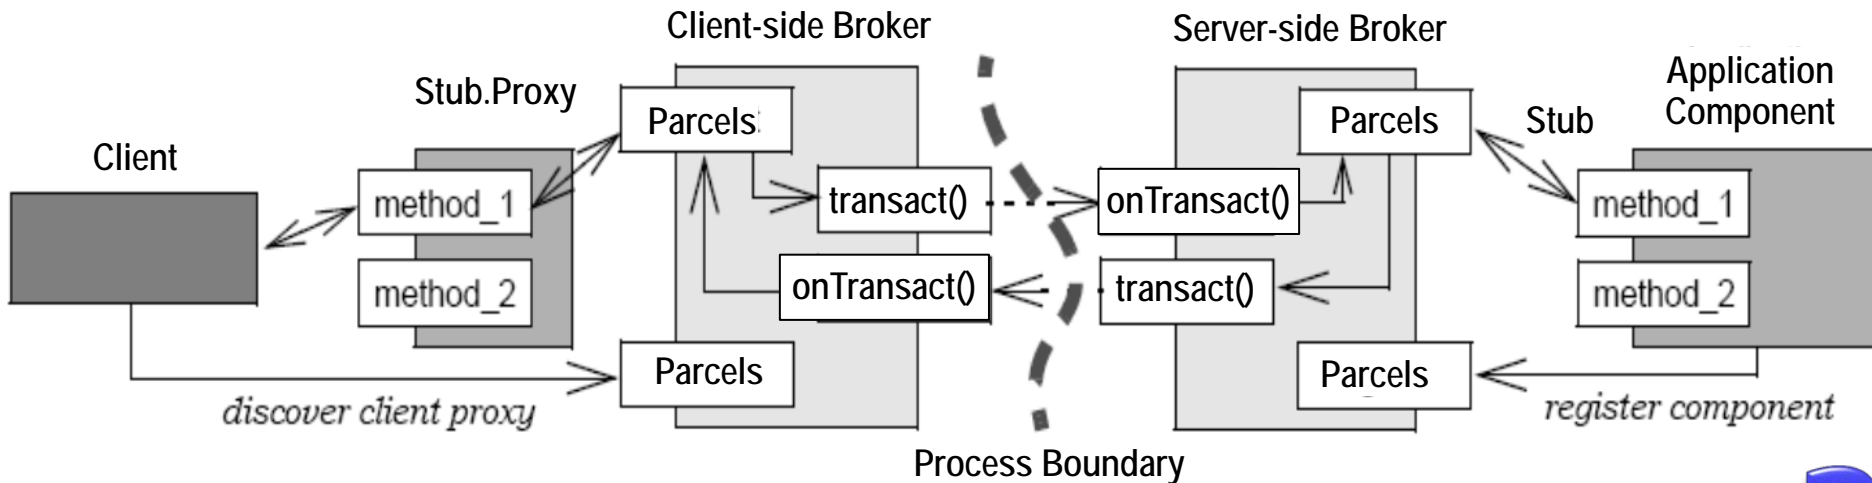 Client-side Broker
Server-side Broker
Application
Component
Stub.Proxy
Stub
Client
Parcels
Parcels
method_1
transact()
onTransact()
method_1
method_2
onTransact()
transact()
method_2
Parcels
Parcels
discover client proxy
register component
Process Boundary